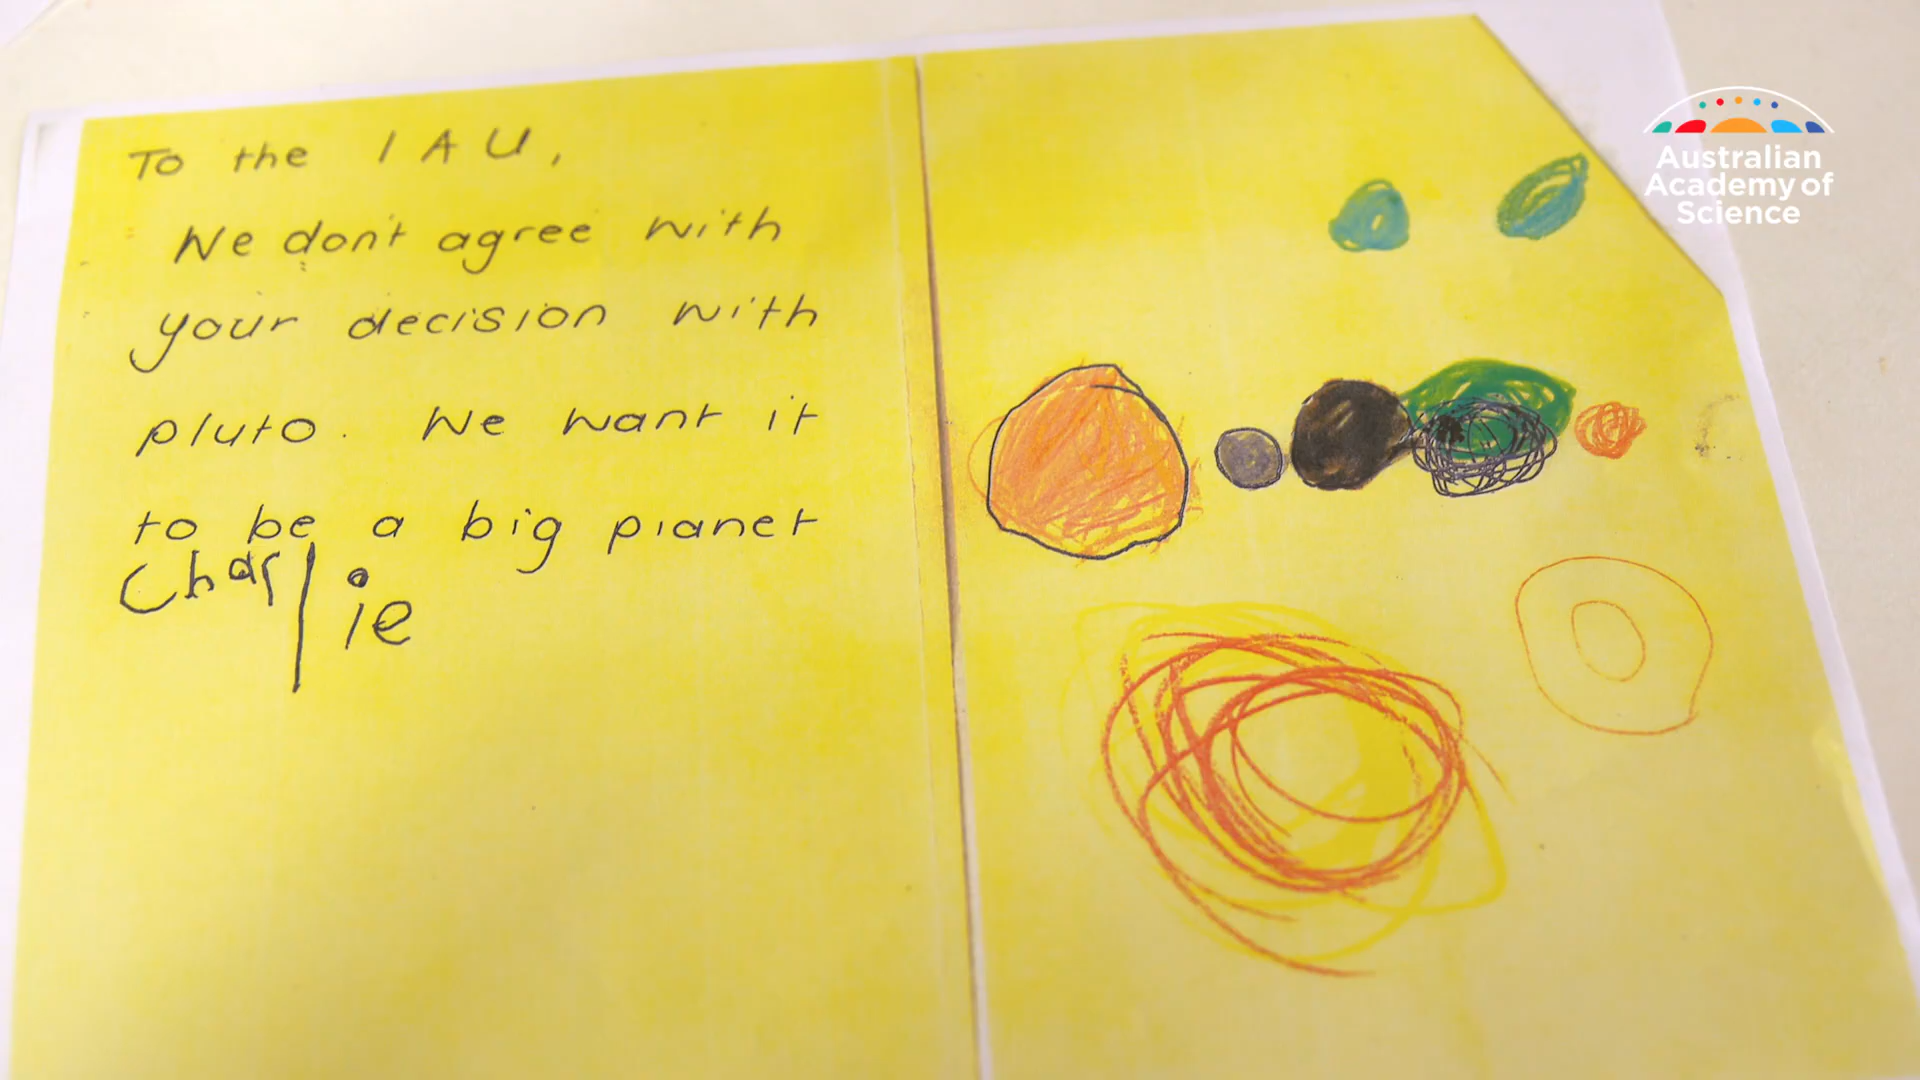 To the IAU,
We don't agree with
your decision with
pluto. We want it
to be a big planet
Charlie
Australian
Academy of
Science